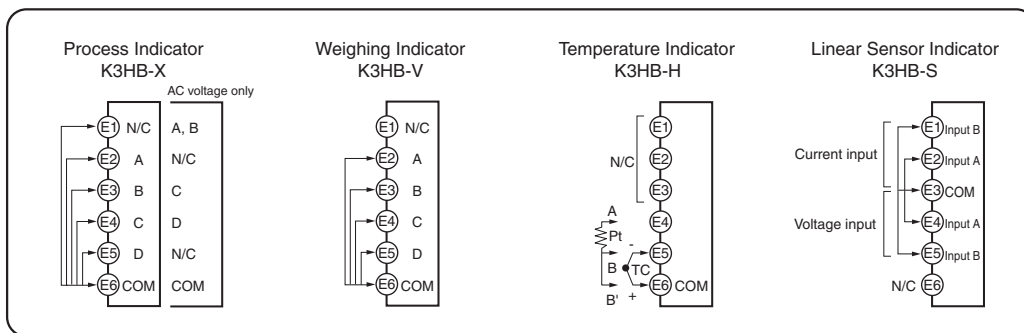 Process Indicator
K3HB-X
AC voltage only
E1 N/C A, B
E2 A N/C
E3 B C
E4 C D
E5 D N/C
E6 COM COM
Weighing Indicator
K3HB-V
E1 N/C
E2 A
E3 B
E4 C
E5 D
E6 COM
Temperature Indicator
K3HB-H
E1
N/C E2
E3
A E4
Pt
- E5
B TC
E6 COM
B' +
Linear Sensor Indicator
K3HB-S
E1 Input B
Current input
E2 Input A
E3 COM
Voltage input
E4 Input A
E5 Input B
N/C E6